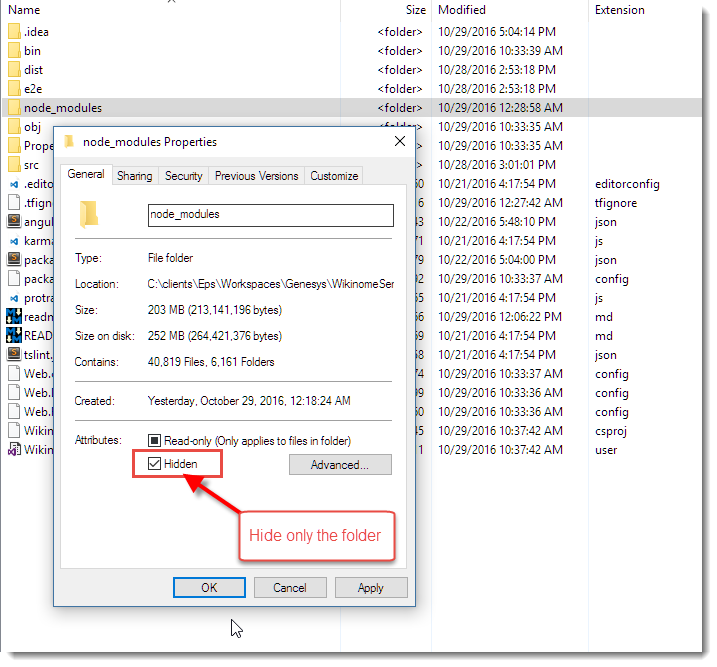 Name Size Modified Extension
.idea <folder> 10/29/2016 5:04:14 PM
bin <folder> 10/29/2016 10:33:39 AM
dist <folder> 10/28/2016 2:53:18 PM
e2e <folder> 10/28/2016 2:53:18 PM
node_modules <folder> 10/29/2016 12:28:58 AM
obj <folder> 10/29/2016 10:33:35 AM
Prope 10/29/2016 10:33:35 AM
src 10/28/2016 3:01:01 PM
.edito 60 10/21/2016 4:17:54 PM editorconfig
.tfign 16 10/29/2016 12:27:42 AM tfignore
angul 43 10/22/2016 5:48:10 PM json
karma 71 10/21/2016 4:17:54 PM js
packa 79 10/22/2016 5:04:00 PM json
packa 02 10/29/2016 10:33:37 AM config
protra 65 10/21/2016 4:17:54 PM js
readm 66 10/29/2016 12:06:22 PM md
READ 69 10/21/2016 4:17:54 PM md
tslint. 58 10/21/2016 4:17:54 PM json
Web. 74 10/29/2016 10:33:37 AM config
Web. 99 10/29/2016 10:33:36 AM config
Web. 60 10/29/2016 10:33:36 AM config
Wikin 45 10/29/2016 10:37:42 AM csproj
Wikin 1 10/29/2016 10:37:42 AM user
node_modules Properties
General Sharing Security Previous Versions Customize
node_modules
Type: File folder
Location: C:\clients\Eps\Workspaces\Genesys\WikinomeSer
Size: 203 MB (213,141,196 bytes)
Size on disk: 252 MB (264,421,376 bytes)
Contains: 40,819 Files, 6,161 Folders
Created: Yesterday, October 29, 2016, 12:18:24 AM
Attributes: Read-only (Only applies to files in folder)
Hidden Advanced...
Hide only the folder
OK Cancel Apply